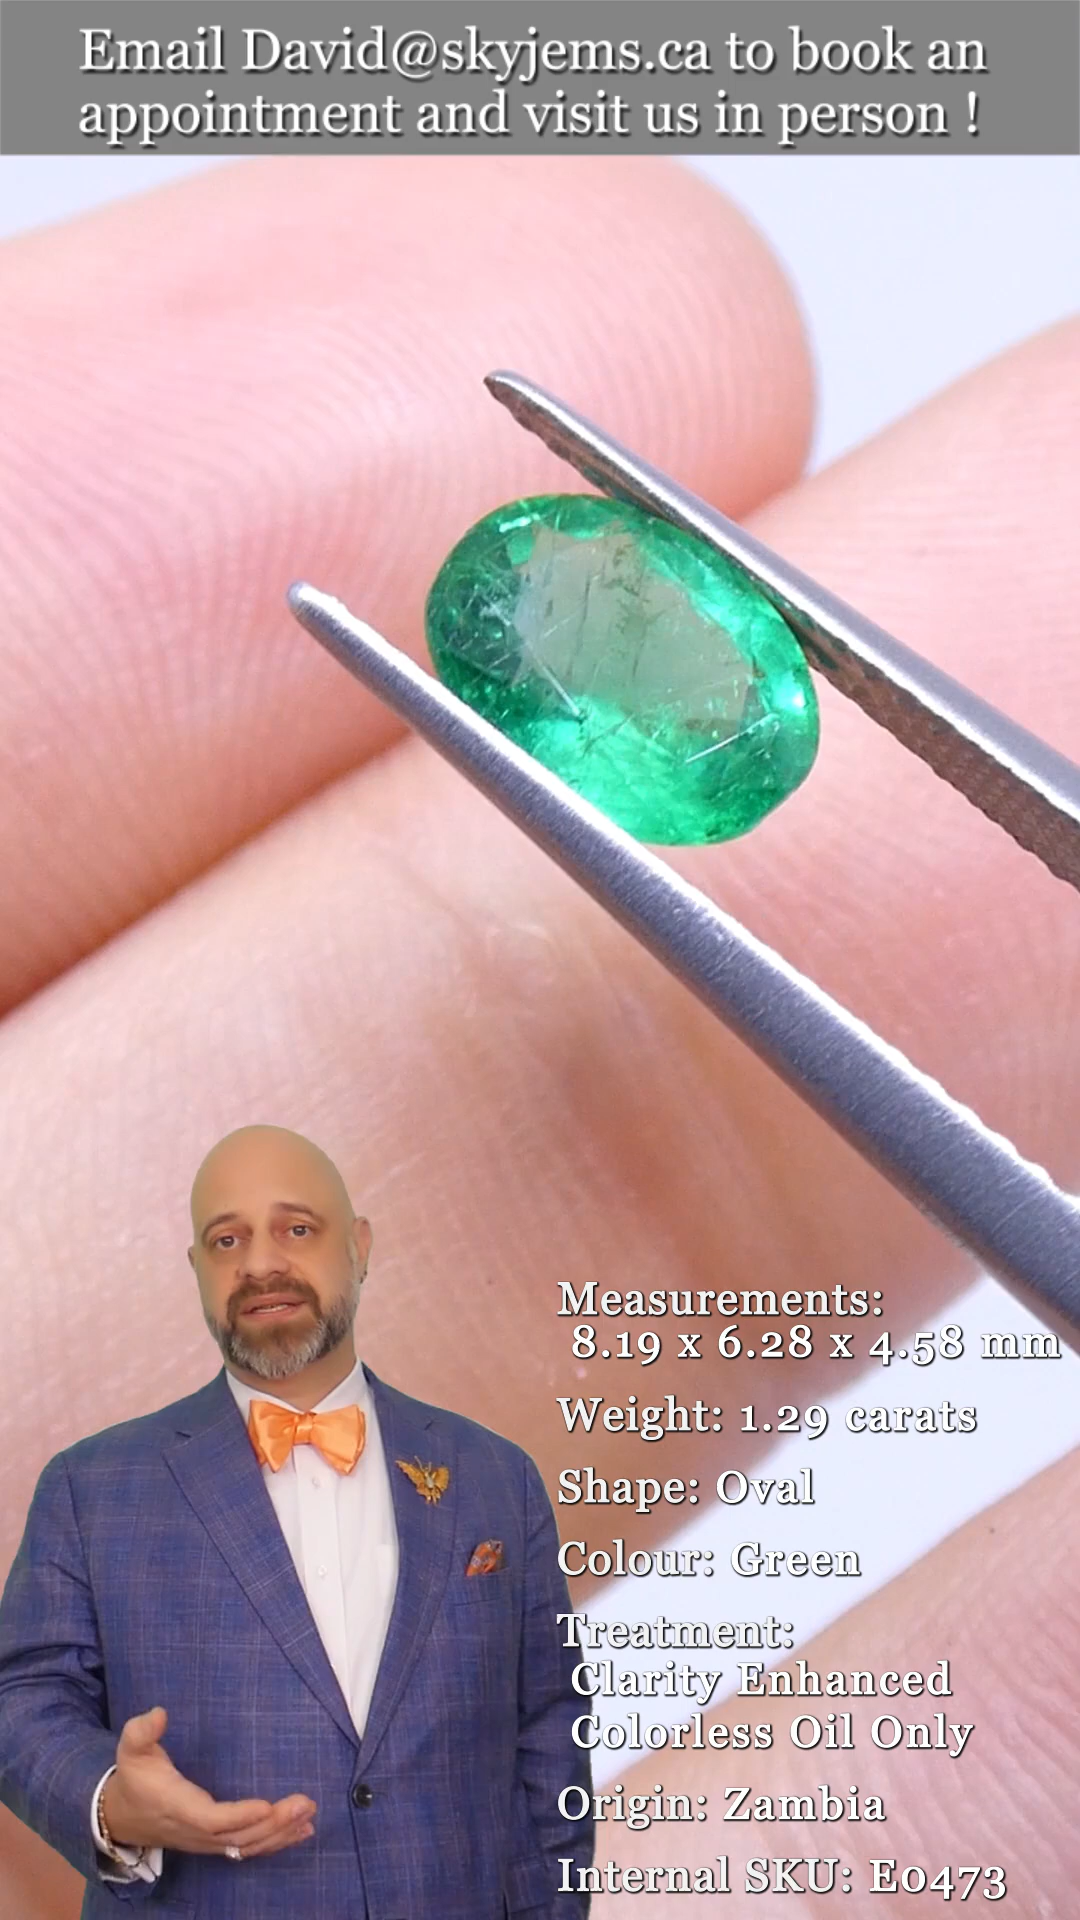 Email David@skyjems.ca to book an
appointment and visit us in person !
Measurements:
8.19 x 6.28 x 4.58 mm
Weight: 1.29 carats
Shape: Oval
Colour: Green
Treatment:
Clarity Enhanced
Colorless Oil Only
Origin: Zambia
Internal SKU: E0473